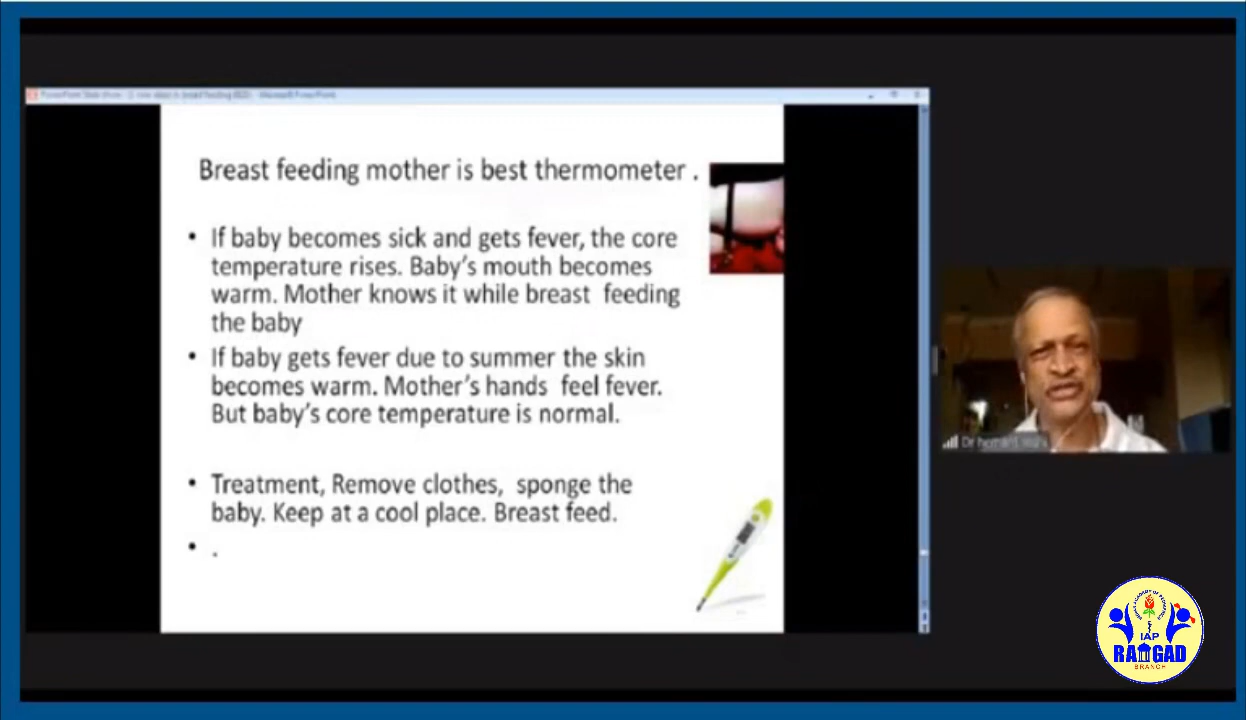 Breast feeding mother is best thermometer .
• If baby becomes sick and gets fever, the core
temperature rises. Baby's mouth becomes
warm. Mother knows it while breast  feeding
the baby
• If baby gets fever due to summer the skin
becomes warm. Mother's hands  feel fever.
But baby's core temperature is normal.
• Treatment, Remove clothes,  sponge the
baby. Keep at a cool place. Breast feed.
• .
Dr
IAP
RAIGAD
BRANCH